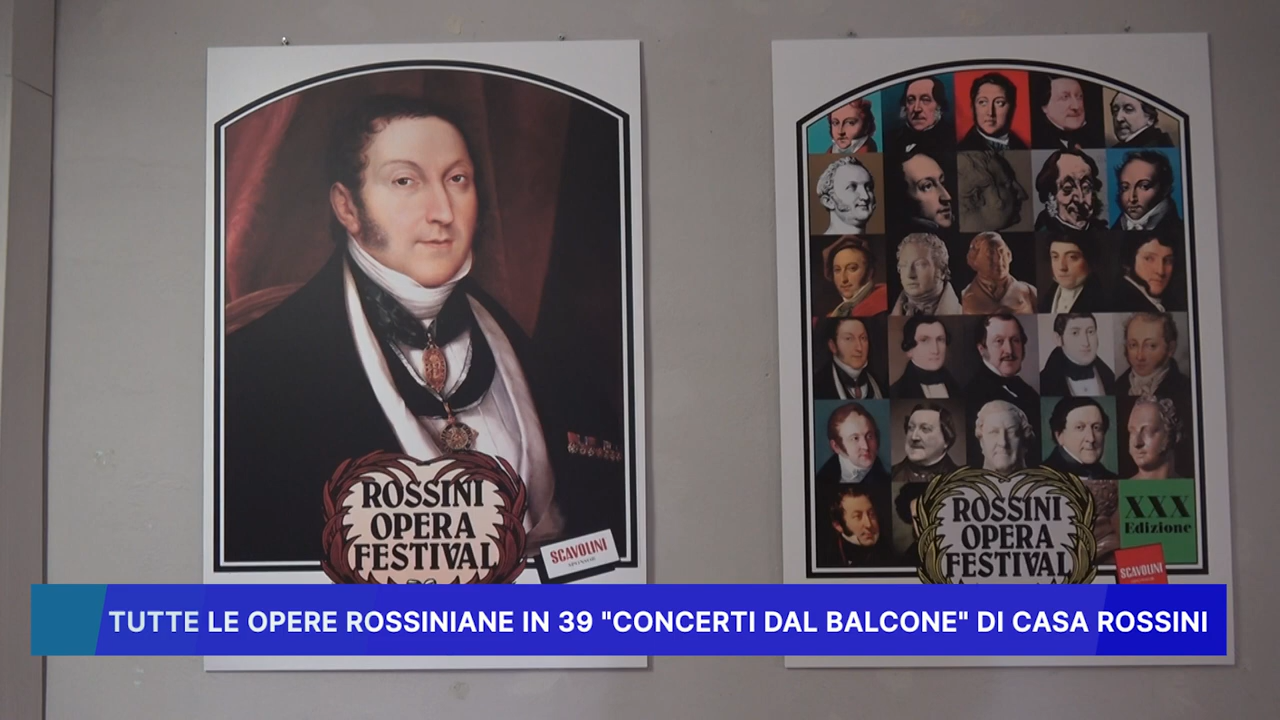 ROSSINI
OPERA
FESTIVAL
SCAVOLINI
XXX
Edizione
ROSSINI
OPERA
FESTIVAL
SCAVOLINI
TUTTE LE OPERE ROSSINIANE IN 39 "CONCERTI DAL BALCONE" DI CASA ROSSINI